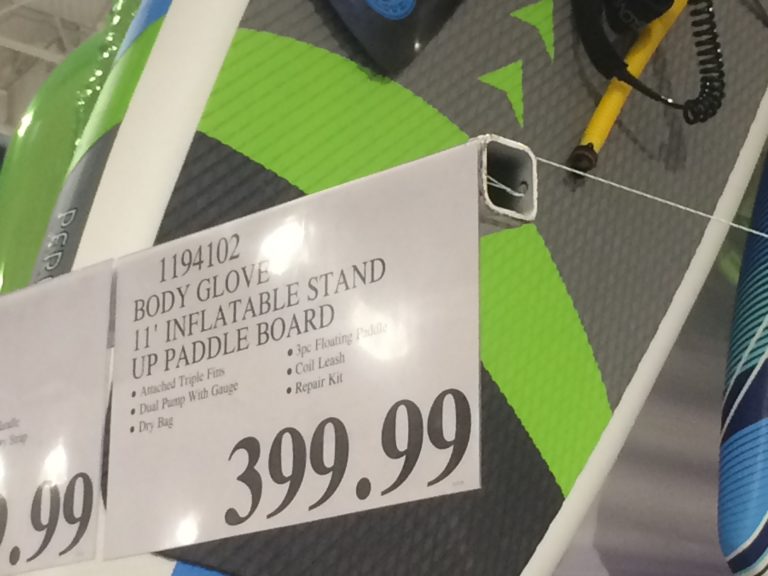 1194102
BODY GLOVE
11' INFLATABLE STAND
UP PADDLE BOARD
• Attached Triple Fins
• Dual Pump With Gauge
• Dry Bag
• 3pc Floating Paddle
• Coil Leash
• Repair Kit
399.99
.99